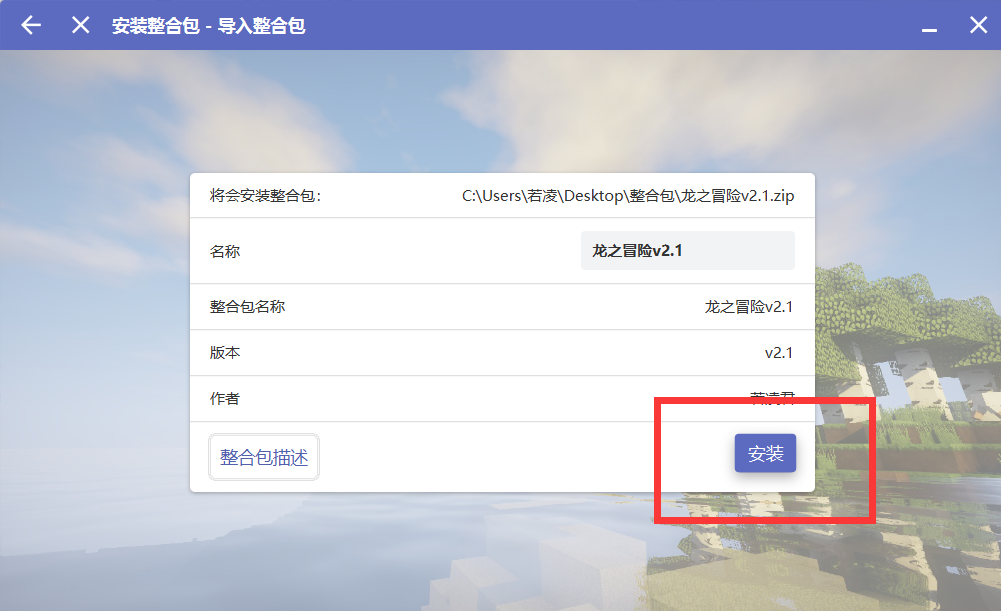 安装整合包 - 导入整合包
将会安装整合包： C:\Users\若凌\Desktop\整合包\龙之冒险v2.1.zip
名称 龙之冒险v2.1
整合包名称 龙之冒险v2.1
版本 v2.1
作者
整合包描述 安装